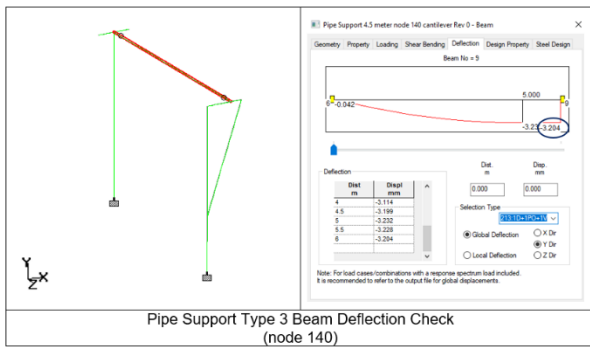 Pipe Support 4.5 meter node 140 cantilever Rev 0 - Beam
Geometry Property Loading Shear Bending Deflection Design Property Steel Design
Beam No = 9
5.000
6 -0.042 9
-3.23 -3.204
Dist. Disp.
m mm
Deflection
0.000 0.000
Dist Displ
m mm
4 -3.114
4.5 -3.199
5 -3.232
5.5 -3.228
6 -3.204
Selection Type
Global Deflection
Local Deflection
X Dir
Y Dir
Z Dir
Note: For load cases/combinations with a response spectrum load included.
It is recommended to refer to the output file for global displacements.
Y
X
Z
Pipe Support Type 3 Beam Deflection Check
(node 140)